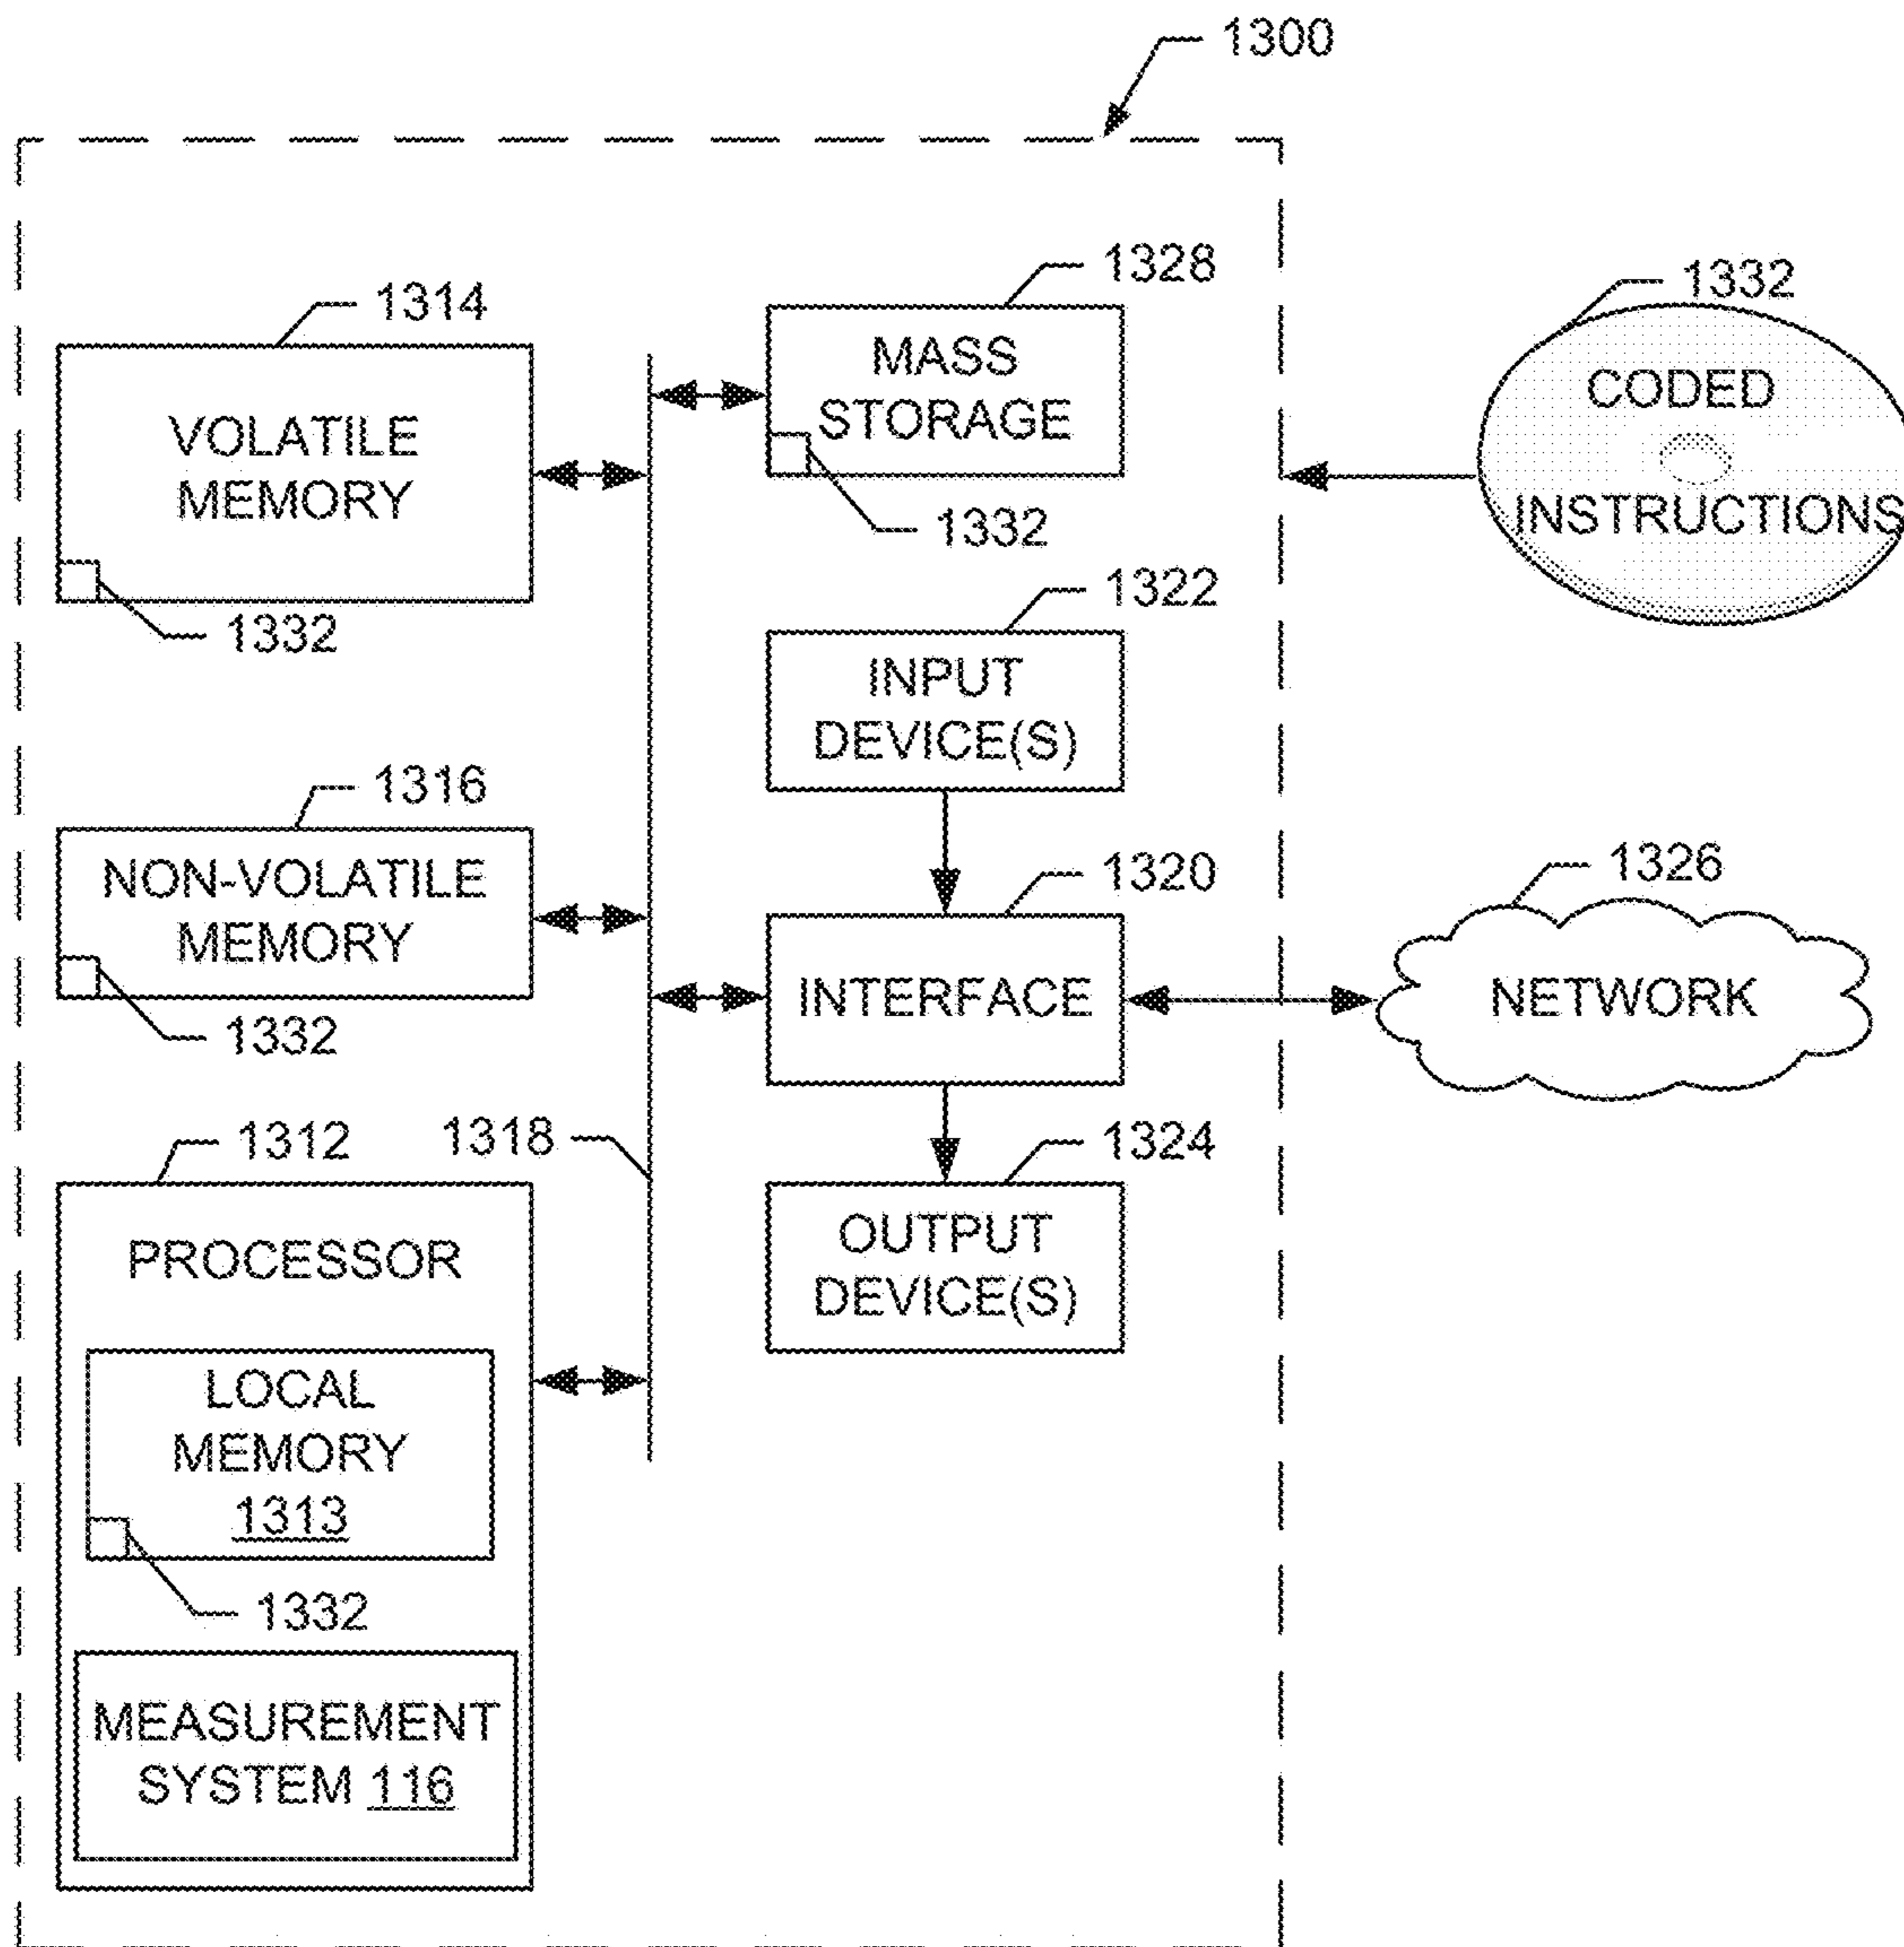 1300
1314
VOLATILE
MEMORY
1332
1328
MASS
STORAGE
1332
1332
CODED
INSTRUCTIONS
1322
INPUT
DEVICE(S)
1316
NON-VOLATILE
MEMORY
1332
1320
INTERFACE
1326
NETWORK
1312
PROCESSOR
LOCAL
MEMORY
1313
1332
MEASUREMENT
SYSTEM 116
1318
1324
OUTPUT
DEVICE(S)